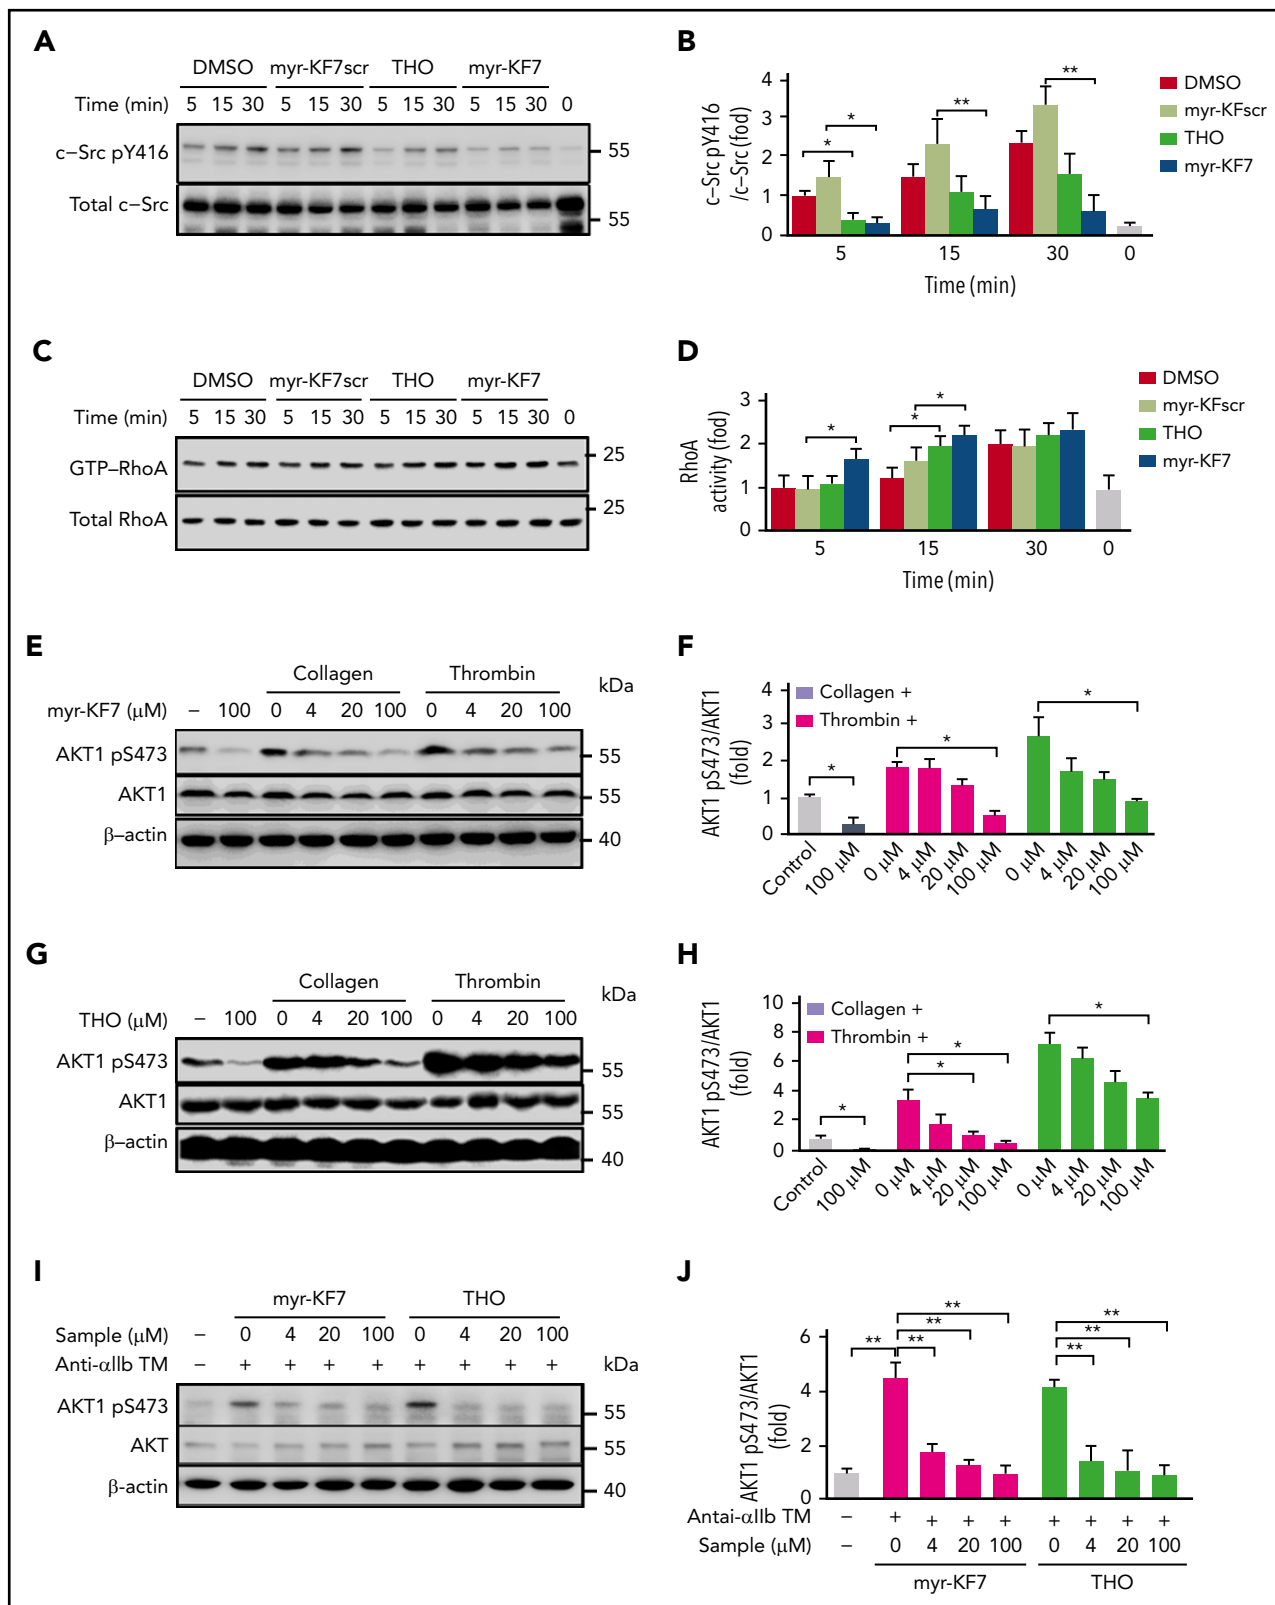 A
DMSO myr-KF7scr THO myr-KF7
Time (min) 5 15 30 5 15 30 5 15 30 5 15 30 0
c–Src pY416 55
Total c–Src 55
B
c–Src pY416
/c–Src (fod)
4
3
2
1
0
* * ** **
5 15 30 0
Time (min)
DMSO
myr-KFscr
THO
myr-KF7
C
DMSO myr-KF7scr THO myr-KF7
Time (min) 5 15 30 5 15 30 5 15 30 5 15 30 0
GTP–RhoA 25
Total RhoA 25
D
RhoA
activity (fod)
3
2
1
0
* * *
5 15 30 0
Time (min)
DMSO
myr-KFscr
THO
myr-KF7
E
Collagen Thrombin
kDa
myr-KF7 (μM) – 100 0 4 20 100 0 4 20 100
AKT1 pS473 55
AKT1 55
β–actin 40
F
AKT1 pS473/AKT1
(fold)
4
3
2
1
0
Collagen +
Thrombin +
* * *
Control 100 μM 0 μM 4 μM 20 μM 100 μM 0 μM 4 μM 20 μM 100 μM
G
Collagen Thrombin
kDa
THO (μM) – 100 0 4 20 100 0 4 20 100
AKT1 pS473 55
AKT1 55
β–actin 40
H
AKT1 pS473/AKT1
(fold)
10
8
6
4
2
0
Collagen +
Thrombin +
* * * *
Control 100 μM 0 μM 4 μM 20 μM 100 μM 0 μM 4 μM 20 μM 100 μM
I
myr-KF7 THO
Sample (μM) – 0 4 20 100 0 4 20 100
Anti-αllb TM – + + + + + + + + kDa
AKT1 pS473 55
AKT 55
β-actin 40
J
AKT1 pS473/AKT1
(fold)
6
4
2
0
** ** ** ** ** ** **
Antai-αllb TM – + + + + + + + +
Sample (μM) – 0 4 20 100 0 4 20 100
myr-KF7 THO